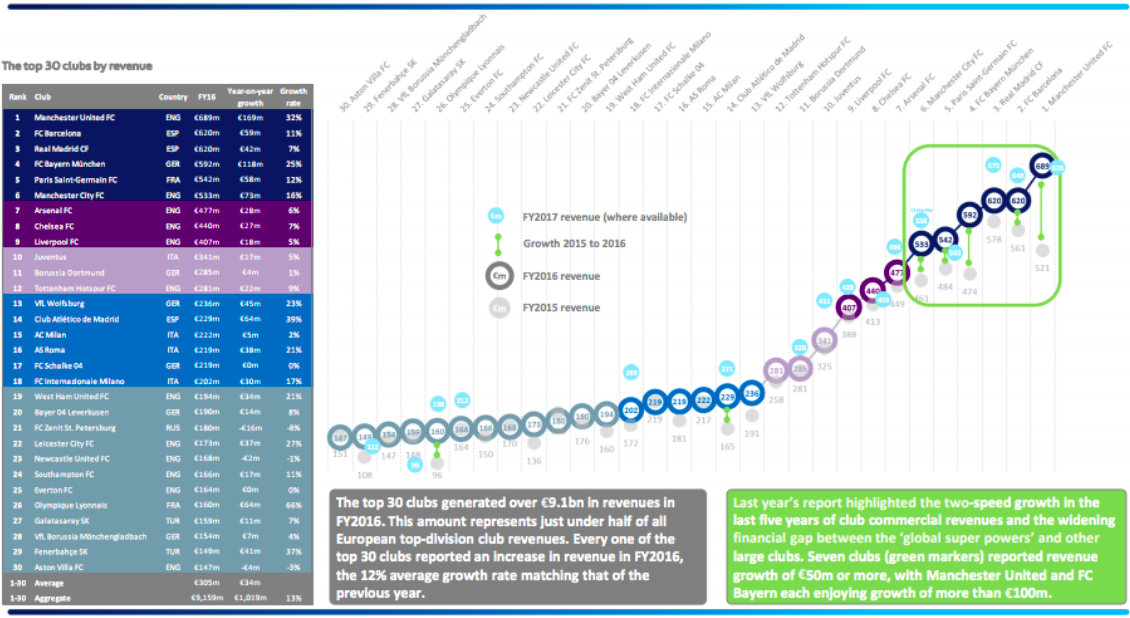 The top 30 clubs by revenue
Rank Club Country FY16 Year-on-year growth Growth rate
1 Manchester United FC ENG €689m €169m 32%
2 FC Barcelona ESP €620m €59m 11%
3 Real Madrid CF ESP €620m €42m 7%
4 FC Bayern München GER €592m €118m 25%
5 Paris Saint-Germain FC FRA €542m €58m 12%
6 Manchester City FC ENG €533m €73m 16%
7 Arsenal FC ENG €477m €28m 6%
8 Chelsea FC ENG €440m €27m 7%
9 Liverpool FC ENG €407m €18m 5%
10 Juventus ITA €341m €17m 5%
11 Borussia Dortmund GER €285m €4m 1%
12 Tottenham Hotspur FC ENG €281m €22m 9%
13 VfL Wolfsburg GER €236m €45m 23%
14 Club Atlético de Madrid ESP €229m €64m 39%
15 AC Milan ITA €222m €5m 2%
16 AS Roma ITA €219m €38m 21%
17 FC Schalke 04 GER €219m €0m 0%
18 FC Internazionale Milano ITA €202m €30m 17%
19 West Ham United FC ENG €194m €34m 21%
20 Bayer 04 Leverkusen GER €190m €14m 8%
21 FC Zenit St. Petersburg RUS €180m -€16m -8%
22 Leicester City FC ENG €173m €37m 27%
23 Newcastle United FC ENG €168m -€2m -1%
24 Southampton FC ENG €166m €17m 11%
25 Everton FC ENG €164m €0m 0%
26 Olympique Lyonnais FRA €160m €64m 66%
27 Galatasaray SK TUR €159m €11m 7%
28 VfL Borussia Mönchengladbach GER €154m €7m 4%
29 Fenerbahçe SK TUR €149m €41m 37%
30 Aston Villa FC ENG €147m -€4m -3%
1-30 Average €305m €34m
1-30 Aggregate €9,159m €1,019m 13%
30. Aston Villa FC
29. Fenerbahçe SK
28. VfL Borussia Mönchengladbach
27. Galatasaray SK
26. Olympique Lyonnais
25. Everton FC
24. Southampton FC
23. Newcastle United FC
22. Leicester City FC
21. FC Zenit St. Petersburg
20. Bayer 04 Leverkusen
19. West Ham United FC
18. FC Internazionale Milano
17. FC Schalke 04
16. AS Roma
15. AC Milan
14. Club Atlético de Madrid
13. VfL Wolfsburg
12. Tottenham Hotspur FC
11. Borussia Dortmund
10. Juventus
9. Liverpool FC
8. Chelsea FC
7. Arsenal FC
6. Manchester City FC
5. Paris Saint-Germain FC
4. FC Bayern München
3. Real Madrid CF
2. FC Barcelona
1. Manchester United FC
€m FY2017 revenue (where available)
Growth 2015 to 2016
€m FY2016 revenue
€m FY2015 revenue
147 149 154 159 160 164 166 168 173 180 190 194 202 219 219 222 229 236 281 285 341 407 440 477 533 542 592 620 620 689
151 108 147 148 96 164 150 170 136 176 160 172 219 181 217 165 191 258 281 325 388 413 449 461 484 474 578 561 521
122 198 212 271 675 649 676
The top 30 clubs generated over €9.1bn in revenues in
FY2016. This amount represents just under half of all
European top-division club revenues. Every one of the
top 30 clubs reported an increase in revenue in FY2016,
the 12% average growth rate matching that of the
previous year.
Last year's report highlighted the two-speed growth in the
last five years of club commercial revenues and the widening
financial gap between the 'global super powers' and other
large clubs. Seven clubs (green markers) reported revenue
growth of €50m or more, with Manchester United and FC
Bayern each enjoying growth of more than €100m.